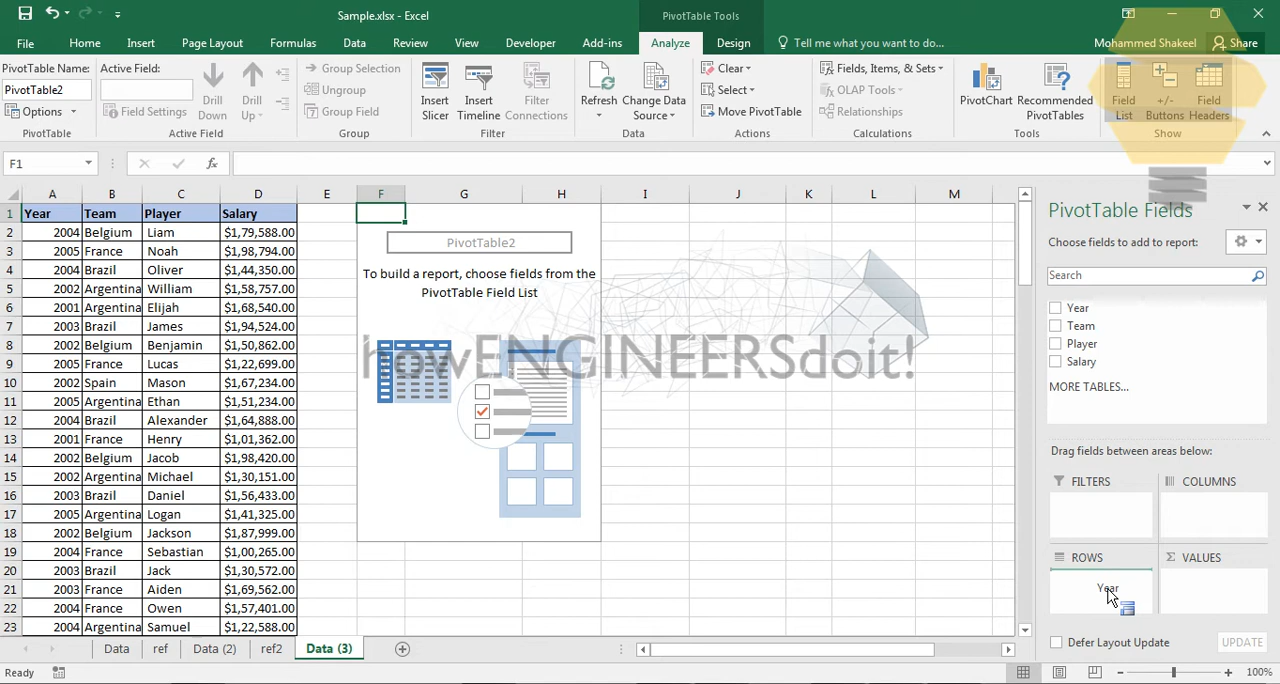 Sample.xlsx - Excel
PivotTable Tools
File Home Insert Page Layout Formulas Data Review View Developer Add-ins Analyze Design Tell me what you want to do... Mohammed Shakeel Share
PivotTable Name:
PivotTable2
Options
PivotTable
Active Field:
Field Settings
Drill Down
Drill Up
Active Field
Group Selection
Ungroup
Group Field
Group
Insert Slicer
Insert Timeline
Filter Connections
Filter
Refresh
Change Data Source
Data
Clear
Select
Move PivotTable
Actions
Fields, Items, & Sets
OLAP Tools
Relationships
Calculations
PivotChart
Recommended PivotTables
Tools
Field List
+/- Buttons
Field Headers
Show
F1
fx
A B C D E F G H I J K L M
1 Year Team Player Salary
2 2004 Belgium Liam $1,79,588.00
3 2005 France Noah $1,98,794.00
4 2004 Brazil Oliver $1,44,350.00
5 2002 Argentina William $1,58,757.00
6 2001 Argentina Elijah $1,68,540.00
7 2003 Brazil James $1,94,524.00
8 2002 Belgium Benjamin $1,50,862.00
9 2005 France Lucas $1,22,699.00
10 2002 Spain Mason $1,67,234.00
11 2005 Argentina Ethan $1,51,234.00
12 2004 Brazil Alexander $1,64,888.00
13 2001 France Henry $1,01,362.00
14 2002 Belgium Jacob $1,98,420.00
15 2002 Argentina Michael $1,30,151.00
16 2003 Brazil Daniel $1,56,433.00
17 2005 Argentina Logan $1,41,325.00
18 2002 Belgium Jackson $1,87,999.00
19 2004 France Sebastian $1,00,265.00
20 2003 Brazil Jack $1,30,572.00
21 2003 France Aiden $1,69,562.00
22 2004 France Owen $1,57,401.00
23 2004 Argentina Samuel $1,22,588.00
PivotTable2
To build a report, choose fields from the
PivotTable Field List
howENGINEERSdoit!
PivotTable Fields
Choose fields to add to report:
Search
Year
Team
Player
Salary
MORE TABLES...
Drag fields between areas below:
FILTERS
COLUMNS
ROWS
Σ VALUES
Year
Defer Layout Update UPDATE
Data ref Data (2) ref2 Data (3)
Ready
100%